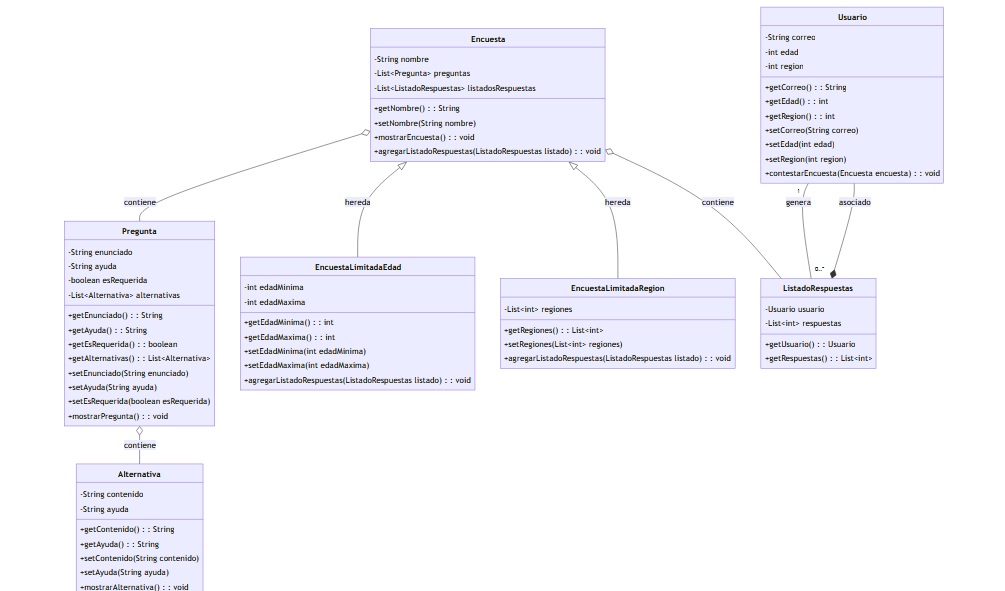 Encuesta
-String nombre
-List<Pregunta> preguntas
-List<ListadoRespuestas> listadosRespuestas
+getNombre() : : String
+setNombre(String nombre)
+mostrarEncuesta() : : void
+agregarListadoRespuestas(ListadoRespuestas listado) : : void
Usuario
-String correo
-int edad
-int region
+getCorreo() : : String
+getEdad() : : int
+getRegion() : : int
+setCorreo(String correo)
+setEdad(int edad)
+setRegion(int region)
+contestarEncuesta(Encuesta encuesta) : : void
contiene
hereda
hereda
contiene
1
genera
asociado
0..*
Pregunta
-String enunciado
-String ayuda
-boolean esRequerida
-List<Alternativa> alternativas
+getEnunciado() : : String
+getAyuda() : : String
+getEsRequerida() : : boolean
+getAlternativas() : : List<Alternativa>
+setEnunciado(String enunciado)
+setAyuda(String ayuda)
+setEsRequerida(boolean esRequerida)
+mostrarPregunta() : : void
EncuestaLimitadaEdad
-int edadMinima
-int edadMaxima
+getEdadMinima() : : int
+getEdadMaxima() : : int
+setEdadMinima(int edadMinima)
+setEdadMaxima(int edadMaxima)
+agregarListadoRespuestas(ListadoRespuestas listado) : : void
EncuestaLimitadaRegion
-List<int> regiones
+getRegiones() : : List<int>
+setRegiones(List<int> regiones)
+agregarListadoRespuestas(ListadoRespuestas listado) : : void
ListadoRespuestas
-Usuario usuario
-List<int> respuestas
+getUsuario() : : Usuario
+getRespuestas() : : List<int>
contiene
Alternativa
-String contenido
-String ayuda
+getContenido() : : String
+getAyuda() : : String
+setContenido(String contenido)
+setAyuda(String ayuda)
+mostrarAlternativa() : : void